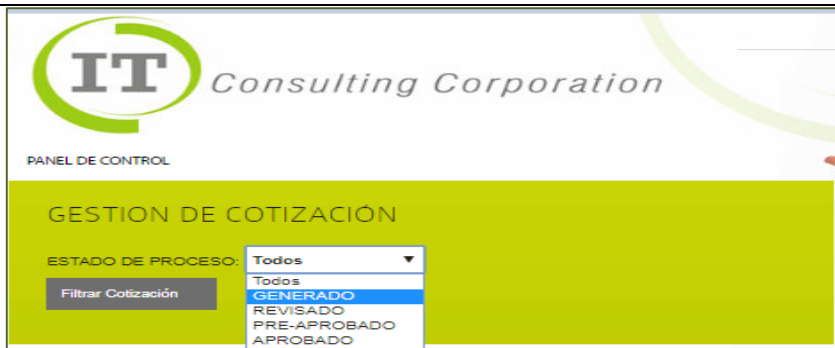 IT Consulting Corporation
PANEL DE CONTROL
GESTION DE COTIZACIÓN
ESTADO DE PROCESO: Todos
Filtrar Cotización
Todos
GENERADO
REVISADO
PRE-APROBADO
APROBADO